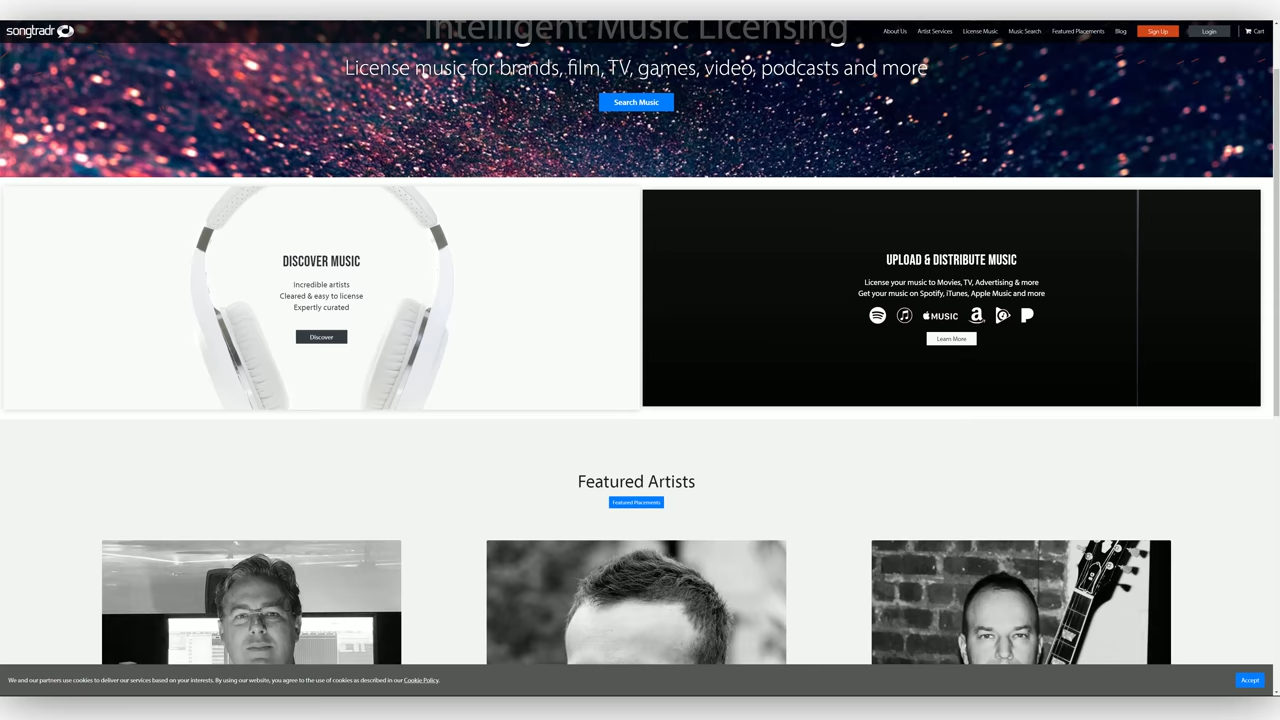 songtradr
Intelligent Music Licensing
About Us
Artist Services
License Music
Music Search
Featured Placements
Blog
Sign Up
Login
Cart
License music for brands, film, TV, games, video, podcasts and more
Search Music
DISCOVER MUSIC
Incredible artists
Cleared & easy to license
Expertly curated
Discover
UPLOAD & DISTRIBUTE MUSIC
License your music to Movies, TV, Advertising & more
Get your music on Spotify, iTunes, Apple Music and more
MUSIC
Learn More
Featured Artists
Featured Placements
We and our partners use cookies to deliver our services based on your interests. By using our website, you agree to the use of cookies as described in our Cookie Policy.
Accept